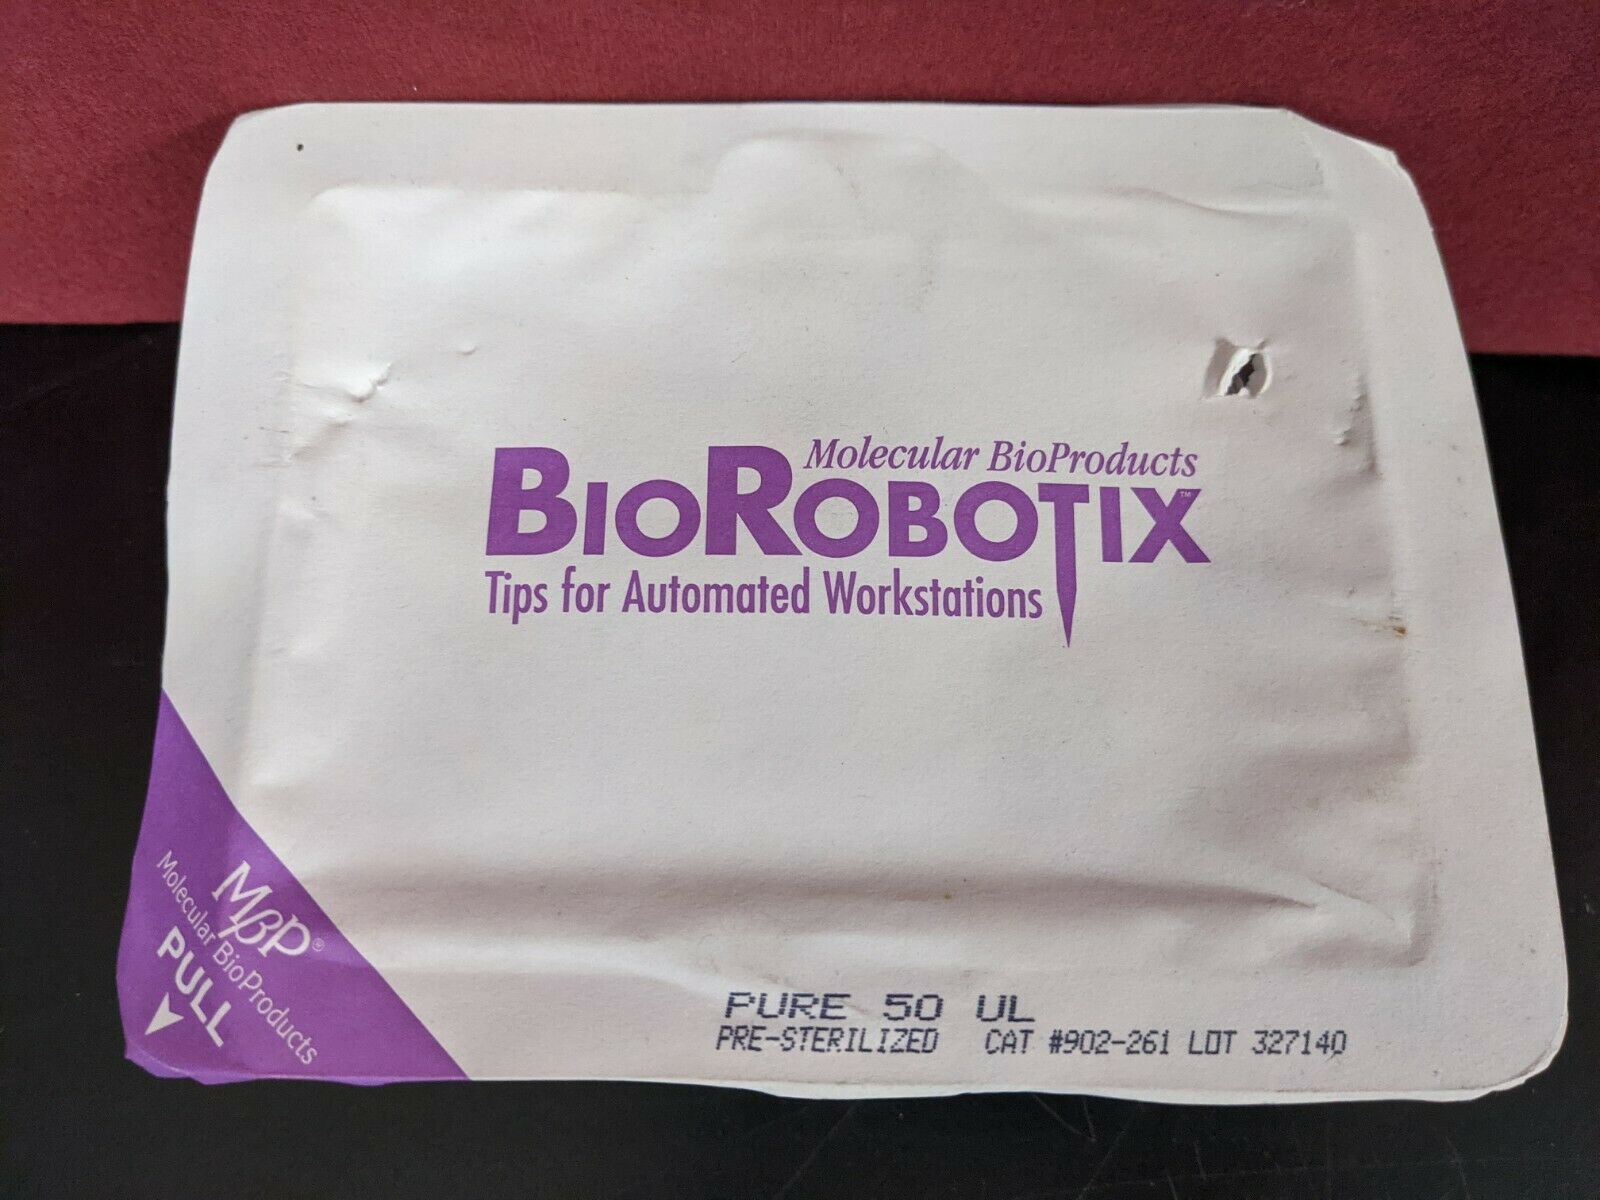 Molecular BioProducts
BIOROBOTIX™
Tips for Automated Workstations
MβP®
Molecular BioProducts
PULL
PURE 50 UL
PRE-STERILIZED CAT #902-261 LOT 327140